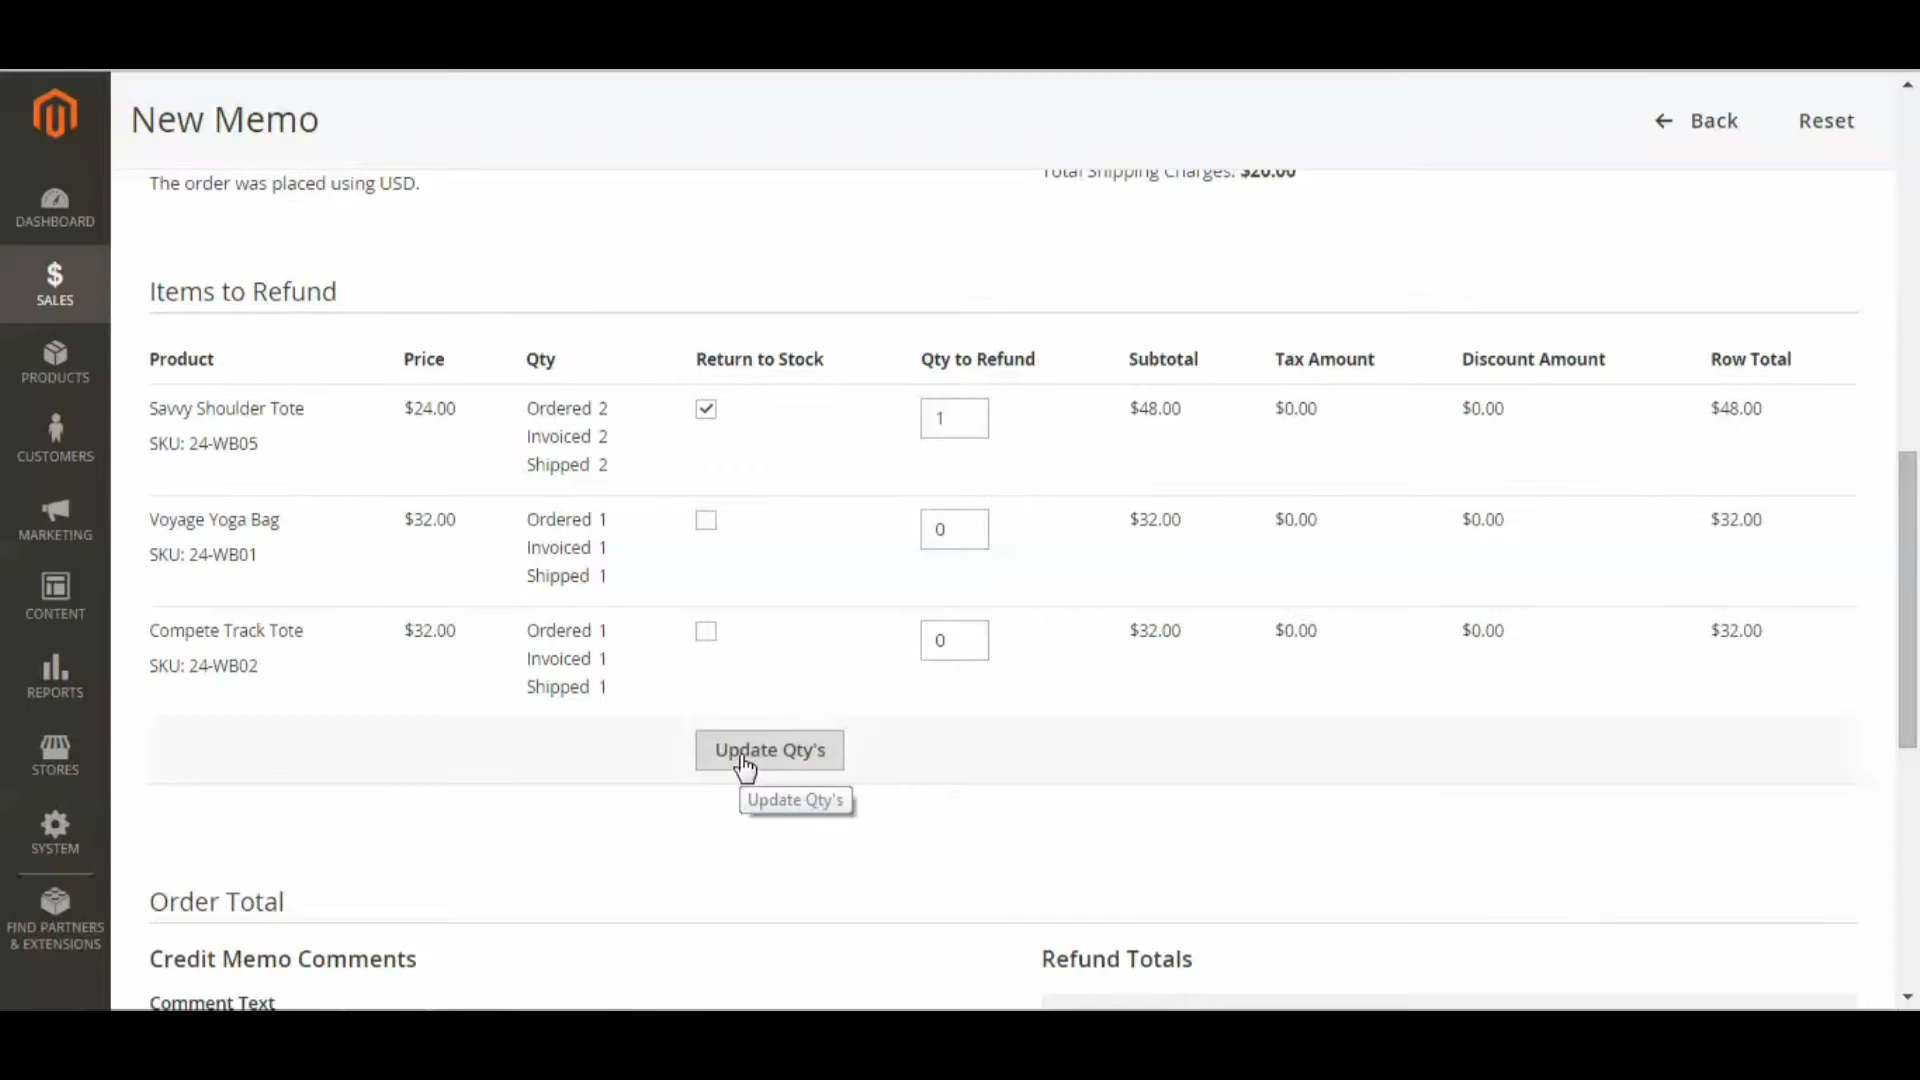 New Memo
Back
Reset
The order was placed using USD.
Total Shipping Charges: $20.00
DASHBOARD
SALES
PRODUCTS
CUSTOMERS
MARKETING
CONTENT
REPORTS
STORES
SYSTEM
FIND PARTNERS
& EXTENSIONS
Items to Refund
Product Price Qty Return to Stock Qty to Refund Subtotal Tax Amount Discount Amount Row Total
Savvy Shoulder Tote $24.00 Ordered 2 1 $48.00 $0.00 $0.00 $48.00
SKU: 24-WB05 Invoiced 2
Shipped 2
Voyage Yoga Bag $32.00 Ordered 1 0 $32.00 $0.00 $0.00 $32.00
SKU: 24-WB01 Invoiced 1
Shipped 1
Compete Track Tote $32.00 Ordered 1 0 $32.00 $0.00 $0.00 $32.00
SKU: 24-WB02 Invoiced 1
Shipped 1
Update Qty's
Update Qty's
Order Total
Credit Memo Comments
Refund Totals
Comment Text